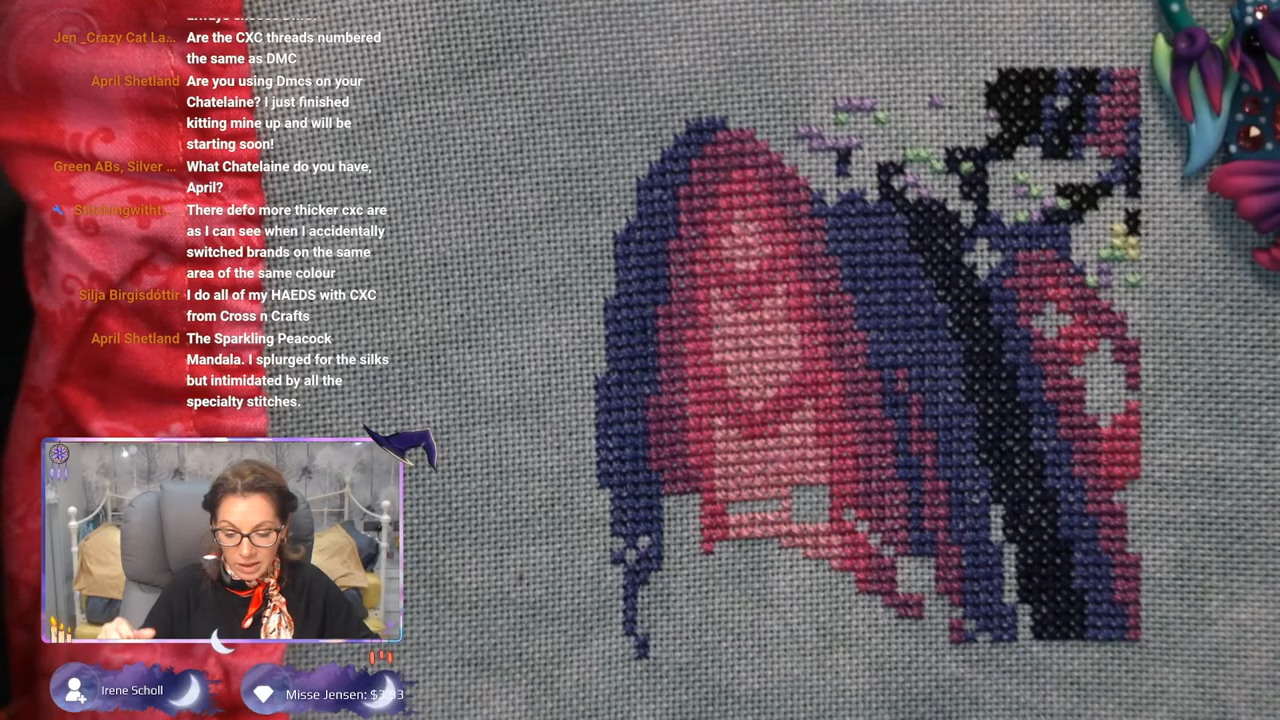 Jen _Crazy Cat La... Are the CXC threads numbered
the same as DMC
April Shetland Are you using Dmcs on your
Chatelaine? I just finished
kitting mine up and will be
starting soon!
Green ABs, Silver ... What Chatelaine do you have,
April?
Stitchingwitht... There defo more thicker cxc are
as I can see when I accidentally
switched brands on the same
area of the same colour
Silja Birgisdóttir I do all of my HAEDS with CXC
from Cross n Crafts
April Shetland The Sparkling Peacock
Mandala. I splurged for the silks
but intimidated by all the
specialty stitches.
Irene Scholl
Misse Jensen: